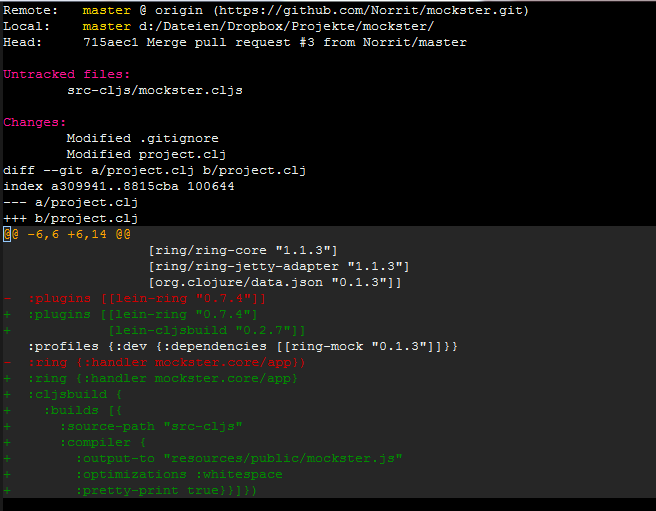 Remote:   master @ origin (https://github.com/Norrit/mockster.git)
Local:    master d:/Dateien/Dropbox/Projekte/mockster/
Head:     715aec1 Merge pull request #3 from Norrit/master
Untracked files:
        src-cljs/mockster.cljs
Changes:
        Modified .gitignore
        Modified project.clj
diff --git a/project.clj b/project.clj
index a309941..8815cba 100644
--- a/project.clj
+++ b/project.clj
@@ -6,6 +6,14 @@
                  [ring/ring-core "1.1.3"]
                  [ring/ring-jetty-adapter "1.1.3"]
                  [org.clojure/data.json "0.1.3"]]
-  :plugins [[lein-ring "0.7.4"]]
+  :plugins [[lein-ring "0.7.4"]
+            [lein-cljsbuild "0.2.7"]]
   :profiles {:dev {:dependencies [[ring-mock "0.1.3"]]}}
-  :ring {:handler mockster.core/app})
+  :ring {:handler mockster.core/app}
+  :cljsbuild {
+    :builds [{
+      :source-path "src-cljs"
+      :compiler {
+        :output-to "resources/public/mockster.js"
+        :optimizations :whitespace
+        :pretty-print true}}]})